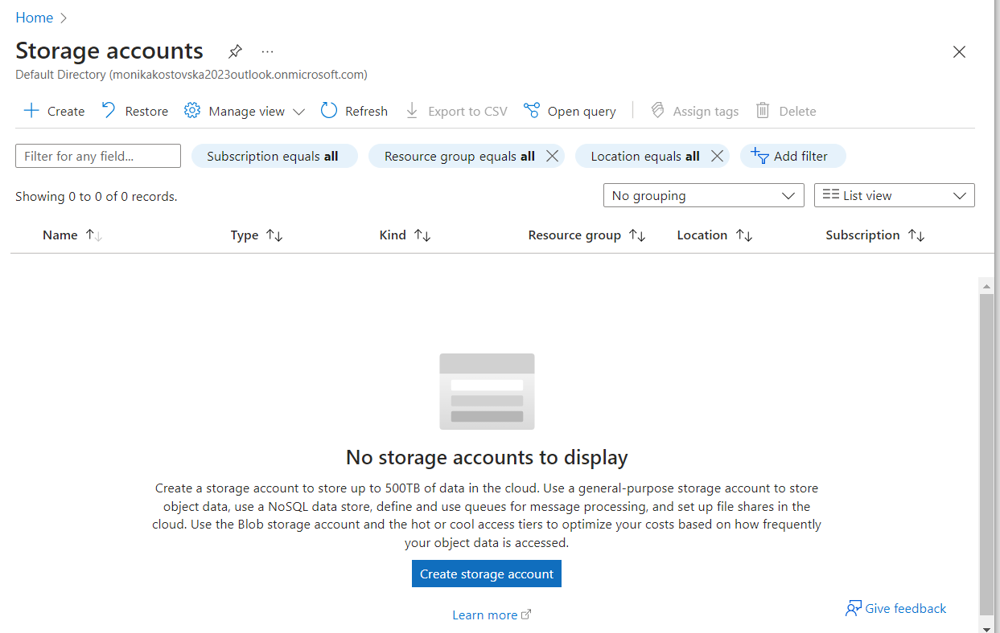 Home
Storage accounts ...
Default Directory (monikakostovska2023outlook.onmicrosoft.com)
Create Restore Manage view Refresh Export to CSV Open query Assign tags Delete
Filter for any field... Subscription equals all Resource group equals all Location equals all Add filter
Showing 0 to 0 of 0 records. No grouping List view
Name Type Kind Resource group Location Subscription
No storage accounts to display
Create a storage account to store up to 500TB of data in the cloud. Use a general-purpose storage account to store
object data, use a NoSQL data store, define and use queues for message processing, and set up file shares in the
cloud. Use the Blob storage account and the hot or cool access tiers to optimize your costs based on how frequently
your object data is accessed.
Create storage account
Learn more
Give feedback